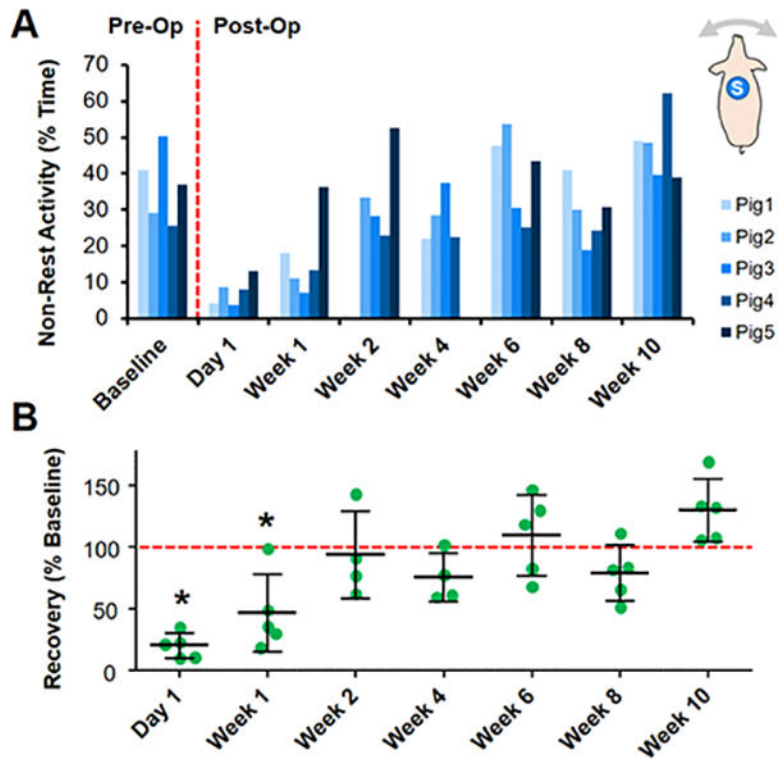 A
Pre-Op Post-Op
Non-Rest Activity (% Time)
70
60
50
40
30
20
10
0
Baseline Day 1 Week 1 Week 2 Week 4 Week 6 Week 8 Week 10
S
Pig1
Pig2
Pig3
Pig4
Pig5
B
Recovery (% Baseline)
150
100
50
0
* *
Day 1 Week 1 Week 2 Week 4 Week 6 Week 8 Week 10